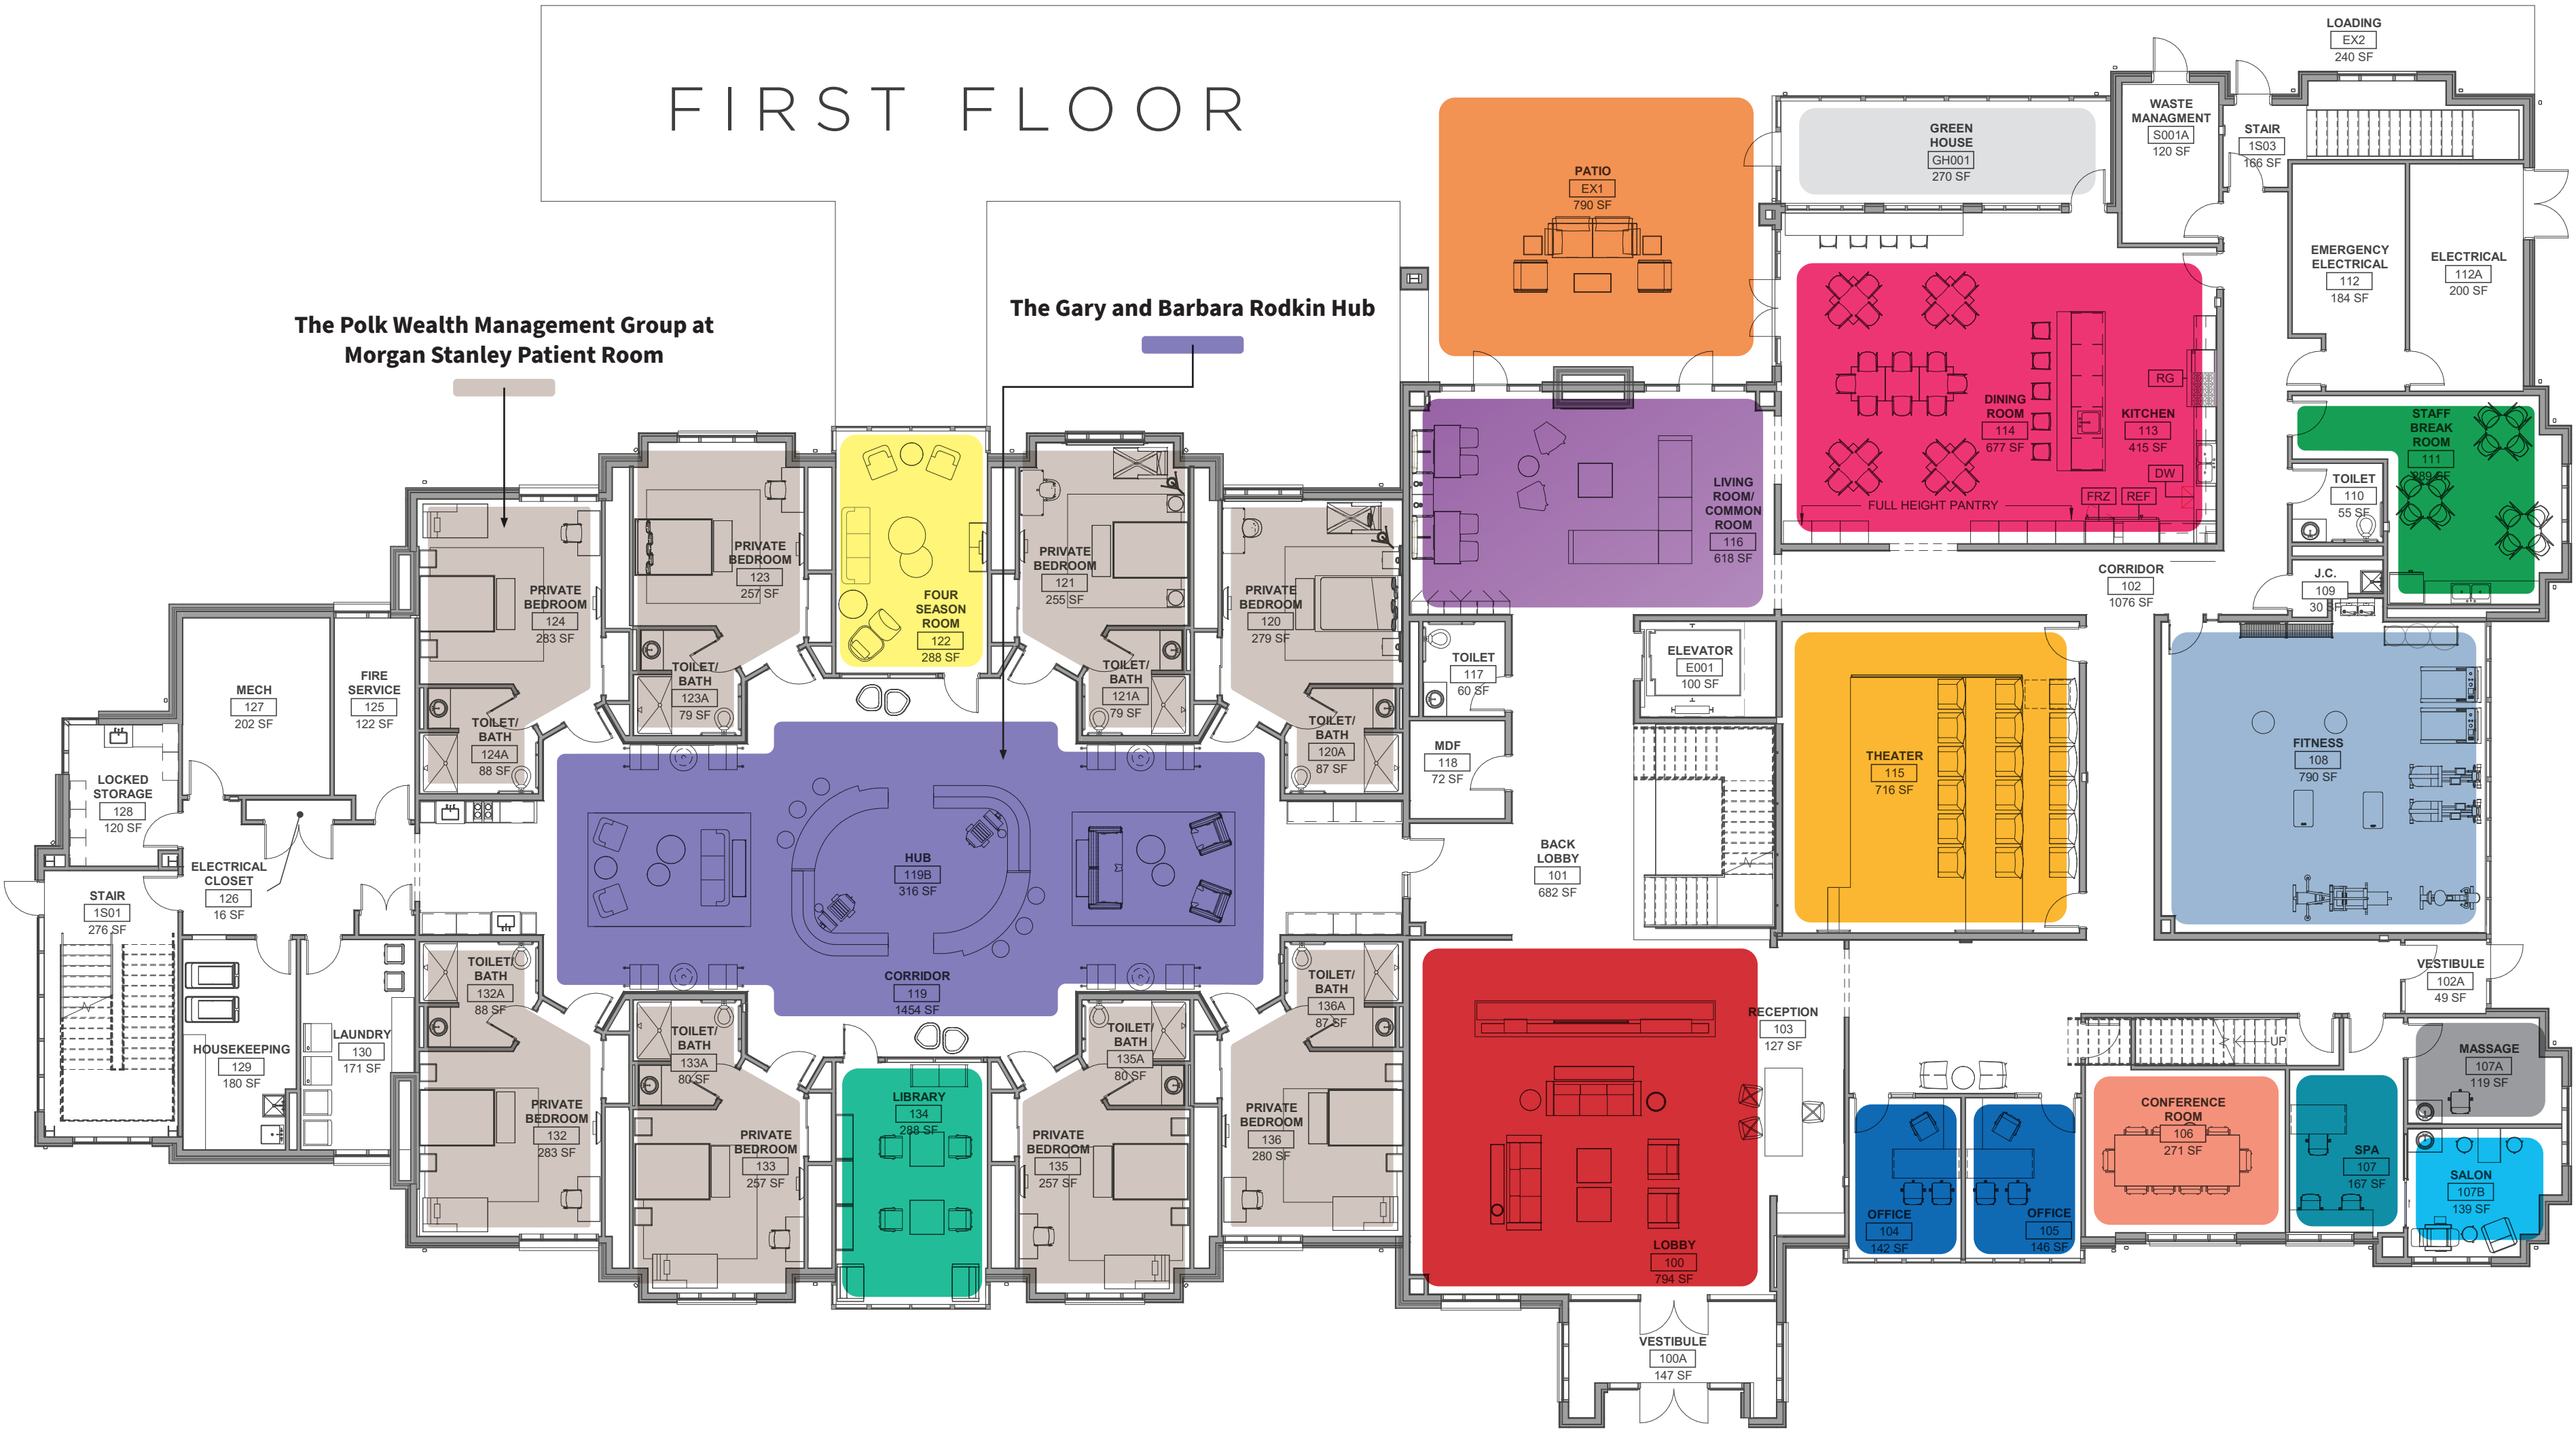 FIRST FLOOR
LOADING
EX2
240 SF
WASTE
MANAGMENT
S001A
120 SF
STAIR
1S03
166 SF
GREEN
HOUSE
GH001
270 SF
PATIO
EX1
790 SF
EMERGENCY
ELECTRICAL
112
184 SF
ELECTRICAL
112A
200 SF
The Gary and Barbara Rodkin Hub
The Polk Wealth Management Group at
Morgan Stanley Patient Room
RG
DINING
ROOM
114
677 SF
KITCHEN
113
415 SF
DW
FRZ
REF
FULL HEIGHT PANTRY
STAFF
BREAK
ROOM
111
289 SF
TOILET
110
55 SF
J.C.
109
30 SF
CORRIDOR
102
1076 SF
LIVING
ROOM/
COMMON
ROOM
116
618 SF
PRIVATE
BEDROOM
124
283 SF
PRIVATE
BEDROOM
123
257 SF
FOUR
SEASON
ROOM
122
288 SF
PRIVATE
BEDROOM
121
255 SF
PRIVATE
BEDROOM
120
279 SF
TOILET/
BATH
124A
88 SF
TOILET/
BATH
123A
79 SF
TOILET/
BATH
121A
79 SF
TOILET/
BATH
120A
87 SF
MECH
127
202 SF
FIRE
SERVICE
125
122 SF
LOCKED
STORAGE
128
120 SF
ELECTRICAL
CLOSET
126
16 SF
STAIR
1S01
276 SF
TOILET
117
60 SF
MDF
118
72 SF
ELEVATOR
E001
100 SF
BACK
LOBBY
101
682 SF
THEATER
115
716 SF
FITNESS
108
790 SF
HUB
119B
316 SF
CORRIDOR
119
1454 SF
HOUSEKEEPING
129
180 SF
LAUNDRY
130
171 SF
TOILET/
BATH
132A
88 SF
TOILET/
BATH
133A
80 SF
TOILET/
BATH
135A
80 SF
TOILET/
BATH
136A
87 SF
PRIVATE
BEDROOM
132
283 SF
PRIVATE
BEDROOM
133
257 SF
LIBRARY
134
288 SF
PRIVATE
BEDROOM
135
257 SF
PRIVATE
BEDROOM
136
280 SF
RECEPTION
103
127 SF
LOBBY
100
794 SF
VESTIBULE
100A
147 SF
VESTIBULE
102A
49 SF
UP
OFFICE
104
142 SF
OFFICE
105
146 SF
CONFERENCE
ROOM
106
271 SF
SPA
107
167 SF
MASSAGE
107A
119 SF
SALON
107B
139 SF